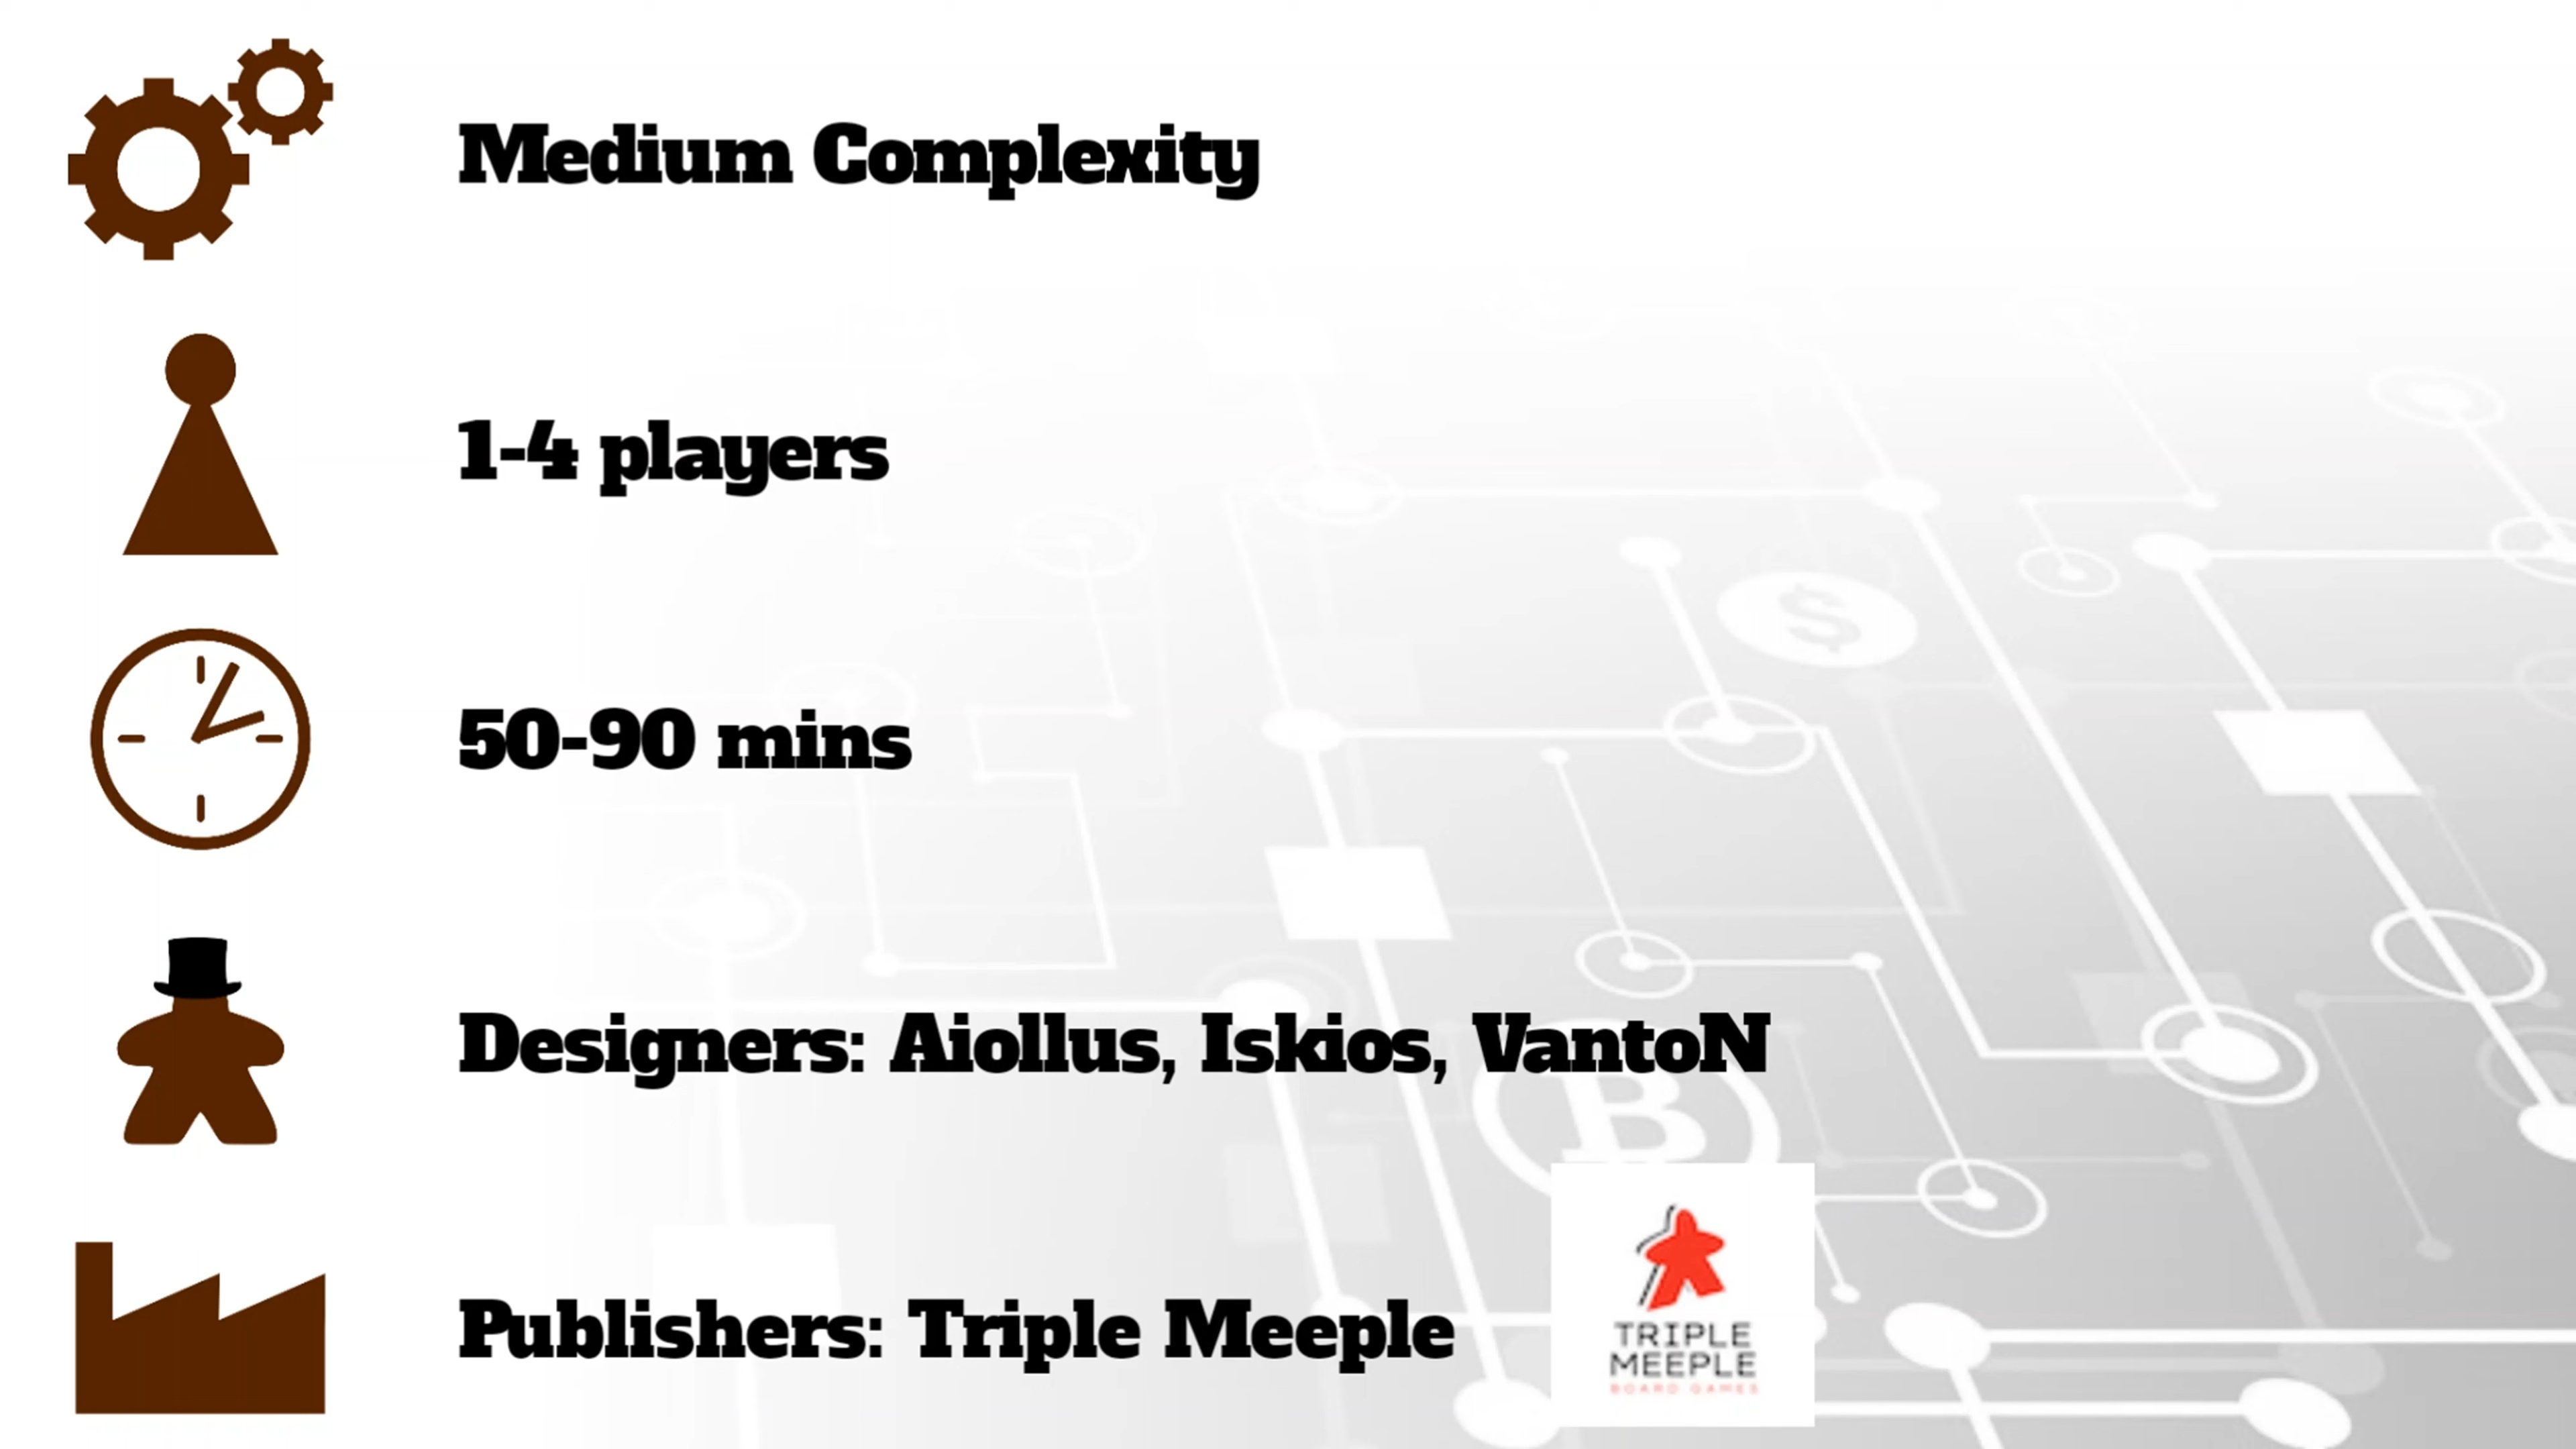 Medium Complexity
1-4 players
$
50-90 mins
Designers: Aiollus, Iskios, VantoN
B
Publishers: Triple Meeple
TRIPLE
MEEPLE
BOARD GAMES